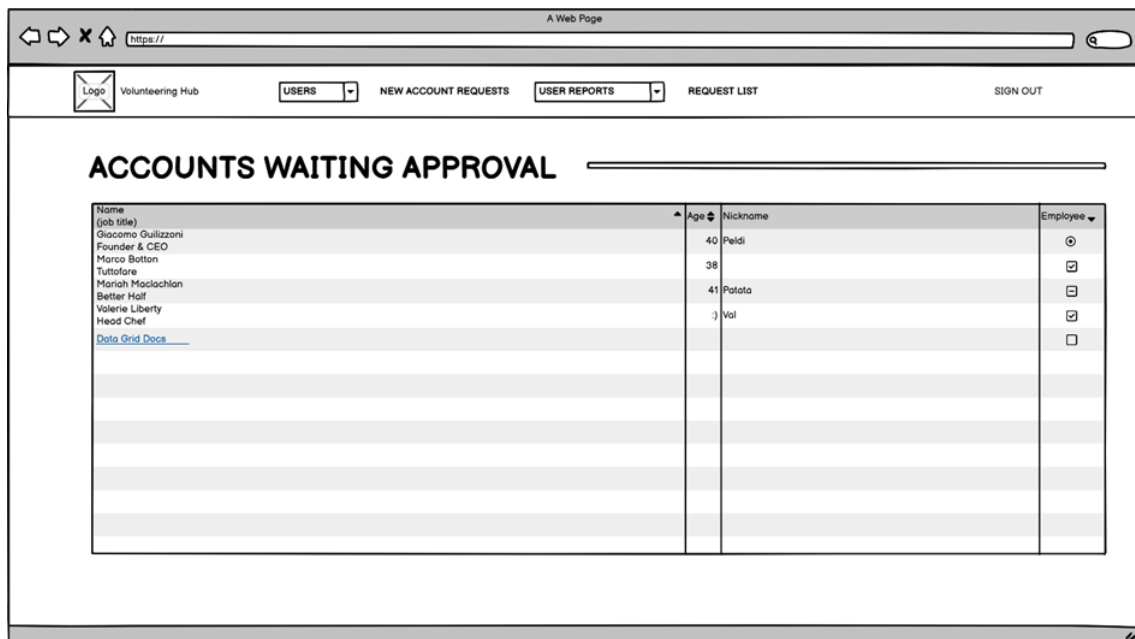 A Web Page
https://
Logo Volunteering Hub USERS NEW ACCOUNT REQUESTS USER REPORTS REQUEST LIST SIGN OUT
ACCOUNTS WAITING APPROVAL
Name
(job title)
Age Nickname Employee
Giacomo Guilizzoni
Founder & CEO
40 Peldi
Marco Botton
Tuttofare
38
Mariah Maclachlan
Better Half
41 Patata
Valerie Liberty
Head Chef
:) Val
Data Grid Docs